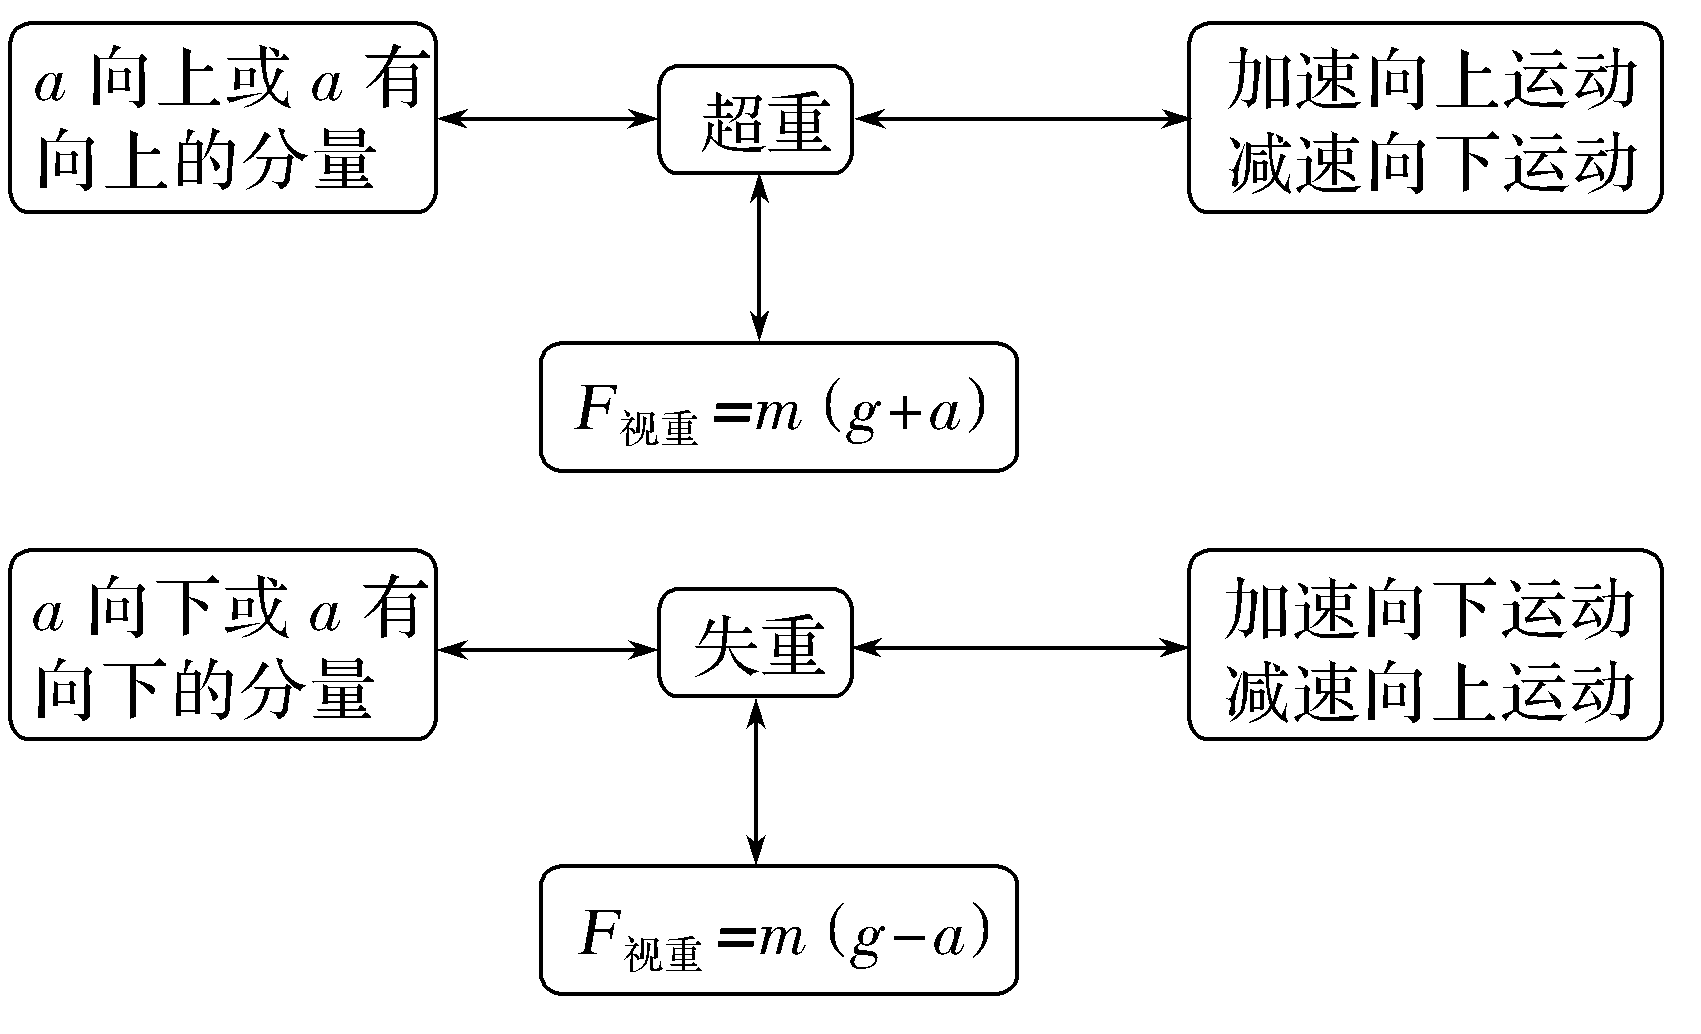 a 向上或 a 有
向上的分量
超重
加速向上运动
减速向下运动
F视重=m（g+a）
a 向下或 a 有
向下的分量
失重
加速向下运动
减速向上运动
F视重=m（g-a）